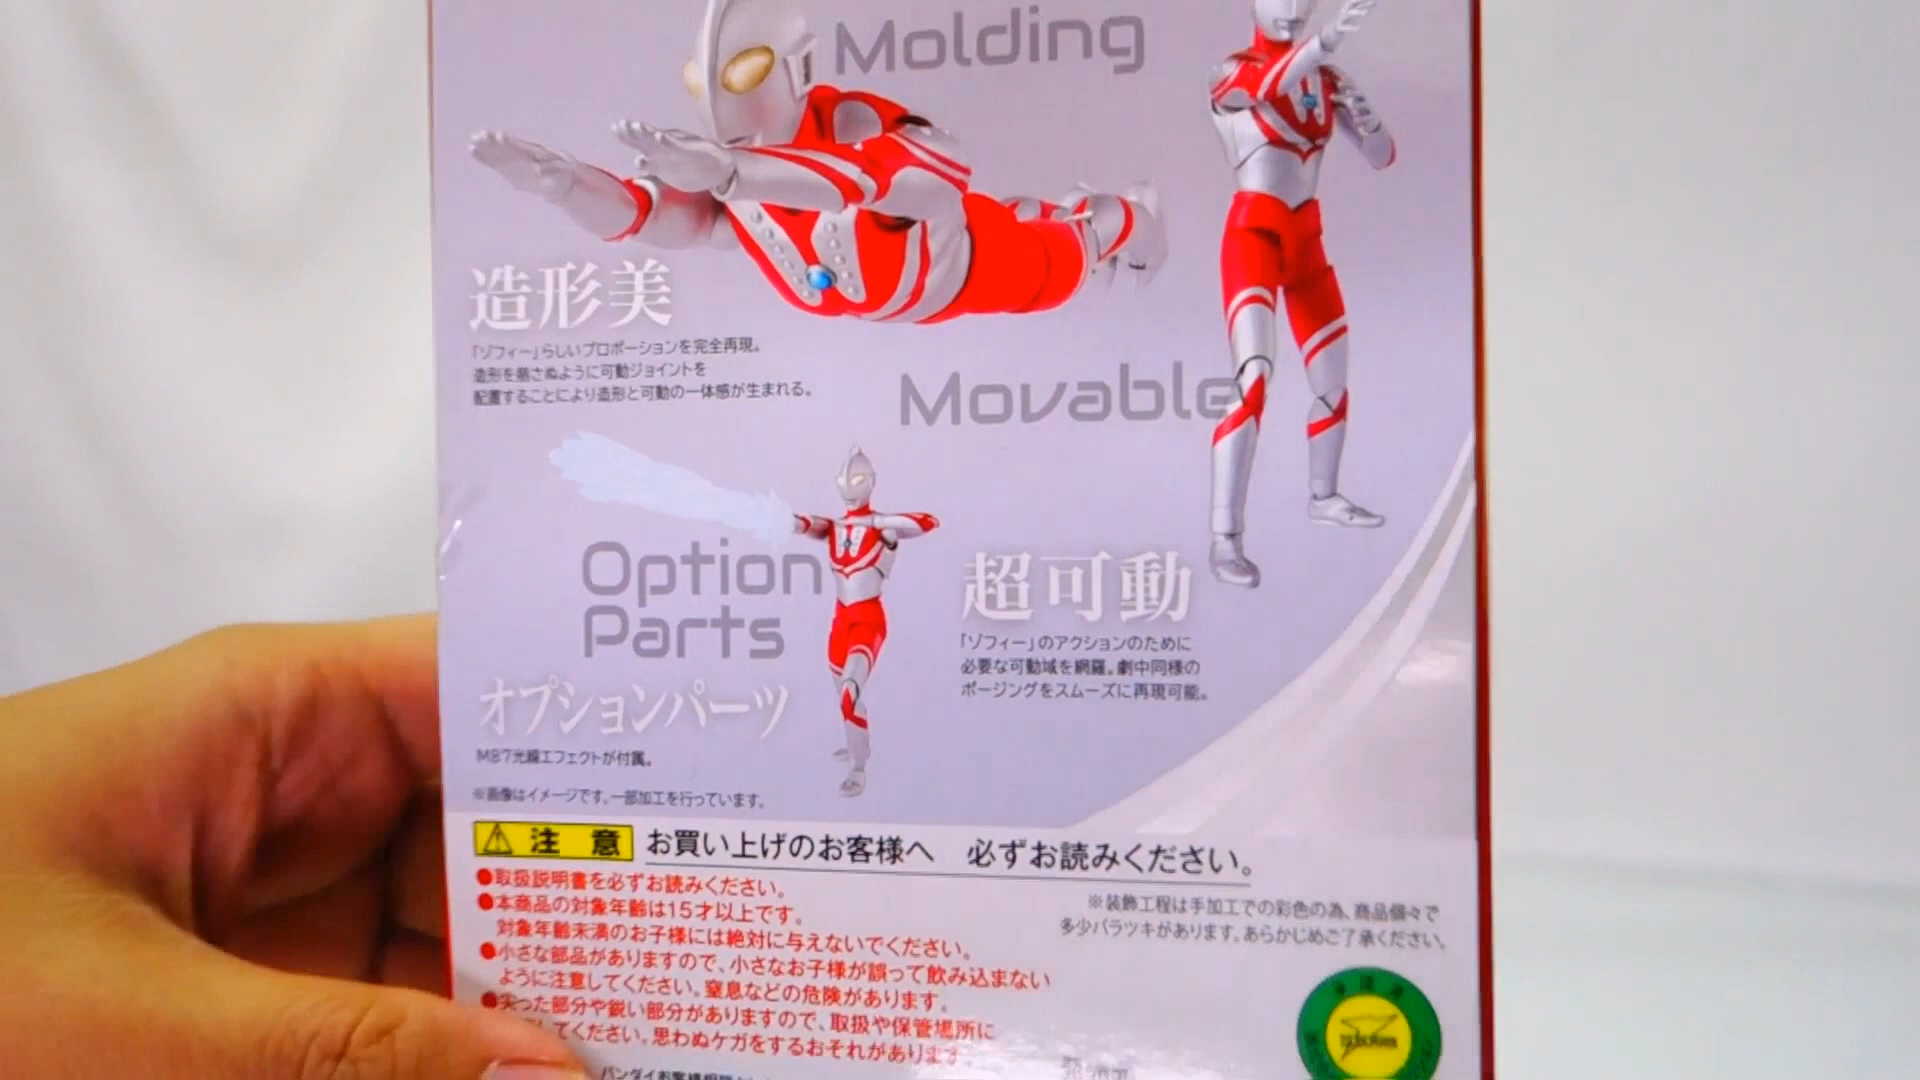 Molding
造形美
「ゾフィー」らしいプロポーションを完全再現。
造形を崩さぬように可動ジョイントを
配置することにより造形と可動の一体感が生まれる。
Movable
超可動
「ゾフィー」のアクションのために
必要な可動域を網羅。劇中同様の
ポージングをスムーズに再現可能。
Option
Parts
オプションパーツ
M87光線エフェクトが付属。
※画像はイメージです。一部加工を行っています。
注 意 お買い上げのお客様へ 必ずお読みください。
●取扱説明書を必ずお読みください。
●本商品の対象年齢は15才以上です。
対象年齢未満のお子様には絶対に与えないでください。
●小さな部品がありますので、小さなお子様が誤って飲み込まない
ように注意してください。窒息などの危険があります。
●尖った部分や鋭い部分がありますので、取扱や保管場所に
してください。思わぬケガをするおそれがあります。
※装飾工程は手加工での彩色の為、商品個々で
多少バラツキがあります。あらかじめご了承ください。
バンダイお客様相談